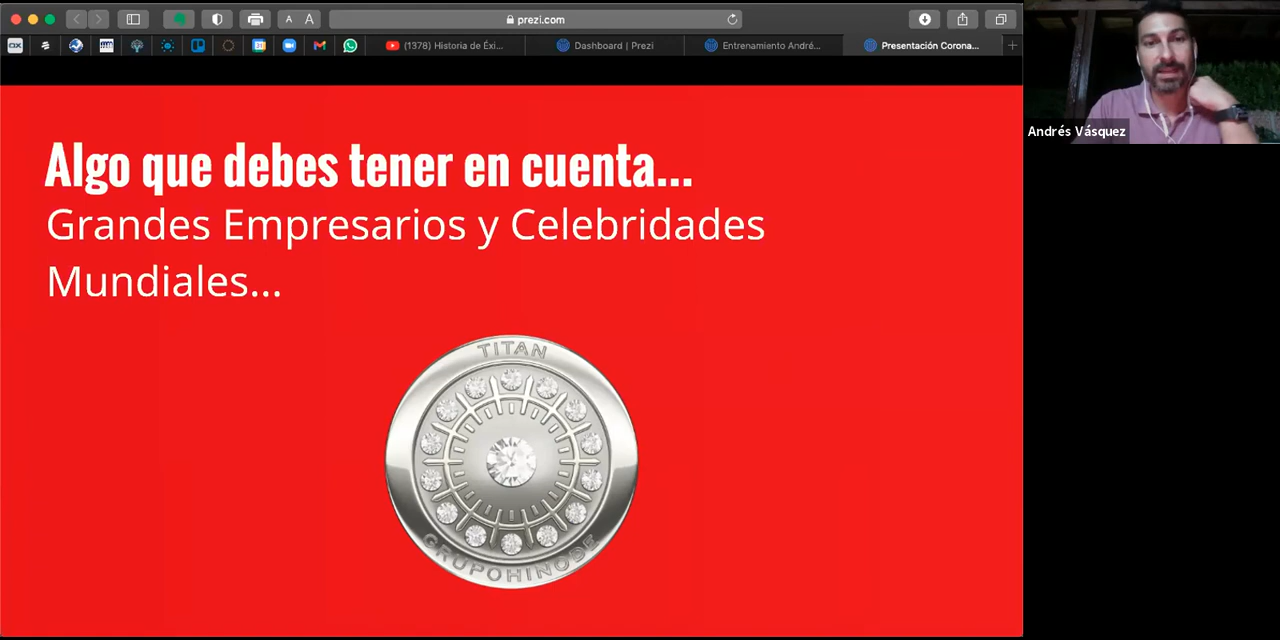 A A
prezi.com
(1378) Historia de Éxi...
Dashboard | Prezi
Entrenamiento André...
Presentación Corona...
Andrés Vásquez
Algo que debes tener en cuenta...
Grandes Empresarios y Celebridades
Mundiales...
TITAN
GRUPOHINODE